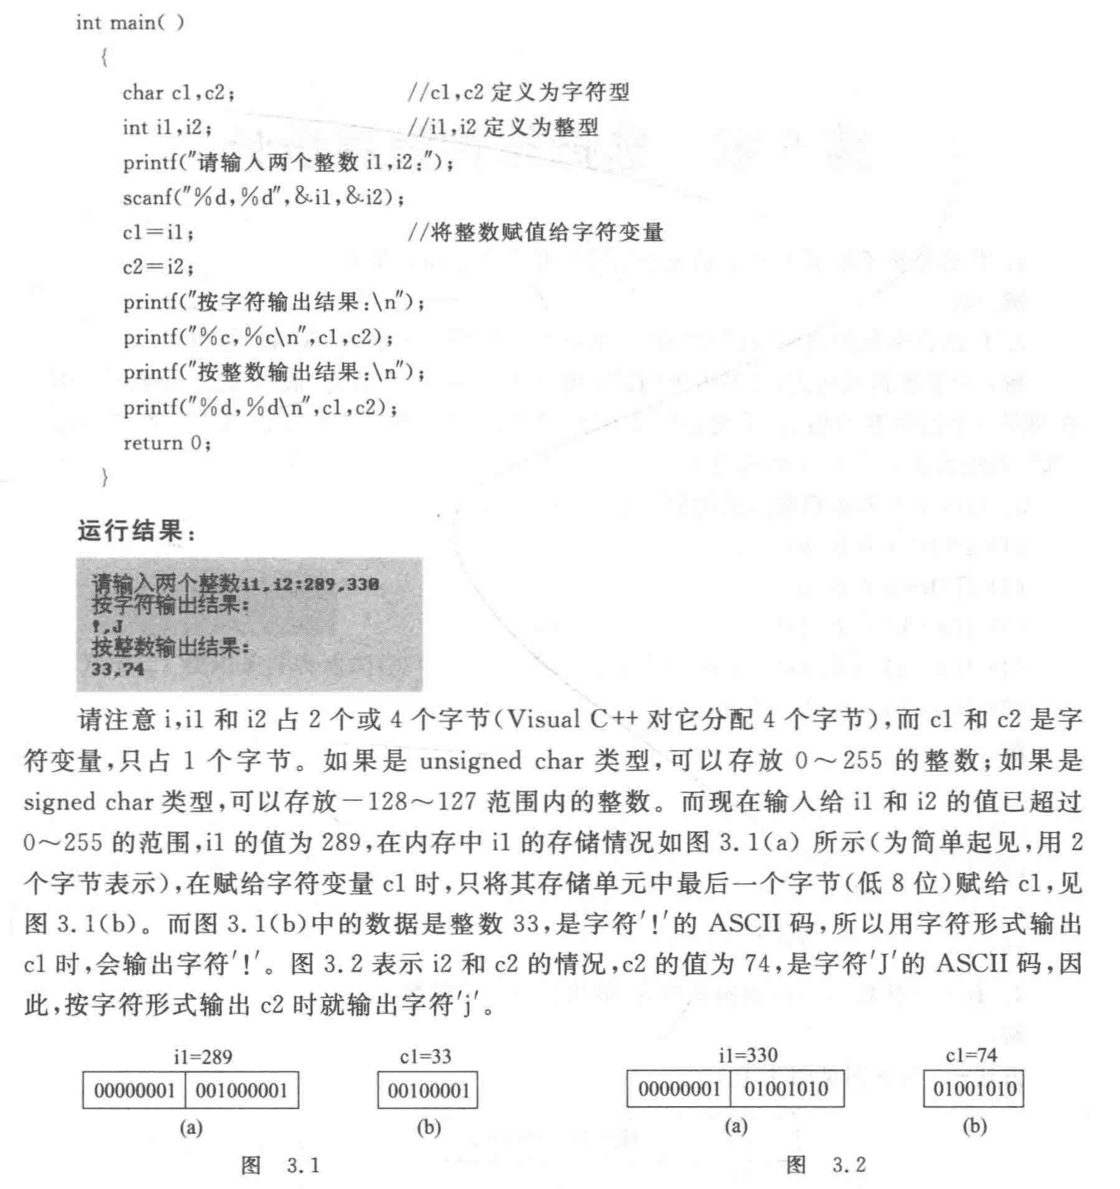 int main( )
{
char c1,c2; //c1,c2 定义为字符型
int i1,i2; //i1,i2 定义为整型
printf("请输入两个整数 i1,i2:");
scanf("%d,%d",&i1,&i2);
c1=i1; //将整数赋值给字符变量
c2=i2;
printf("按字符输出结果:\n");
printf("%c,%c\n",c1,c2);
printf("按整数输出结果:\n");
printf("%d,%d\n",c1,c2);
return 0;
}
运行结果:
请输入两个整数i1,i2:289,330
按字符输出结果:
!,J
按整数输出结果:
33,74
请注意 i,i1 和 i2 占 2 个或 4 个字节(Visual C++ 对它分配 4 个字节),而 c1 和 c2 是字
符变量,只占 1 个字节。如果是 unsigned char 类型,可以存放 0～255 的整数;如果是
signed char 类型,可以存放－128～127 范围内的整数。而现在输入给 i1 和 i2 的值已超过
0～255 的范围,i1 的值为 289,在内存中 i1 的存储情况如图 3.1(a) 所示(为简单起见,用 2
个字节表示),在赋给字符变量 c1 时,只将其存储单元中最后一个字节(低 8 位)赋给 c1,见
图 3.1(b)。而图 3.1(b)中的数据是整数 33,是字符'!'的 ASCII 码,所以用字符形式输出
c1 时,会输出字符'!'。图 3.2 表示 i2 和 c2 的情况,c2 的值为 74,是字符'J'的 ASCII 码,因
此,按字符形式输出 c2 时就输出字符'j'。
i1=289 c1=33 i1=330 c1=74
00000001 001000001 00100001 00000001 01001010 01001010
(a) (b) (a) (b)
图 3.1 图 3.2